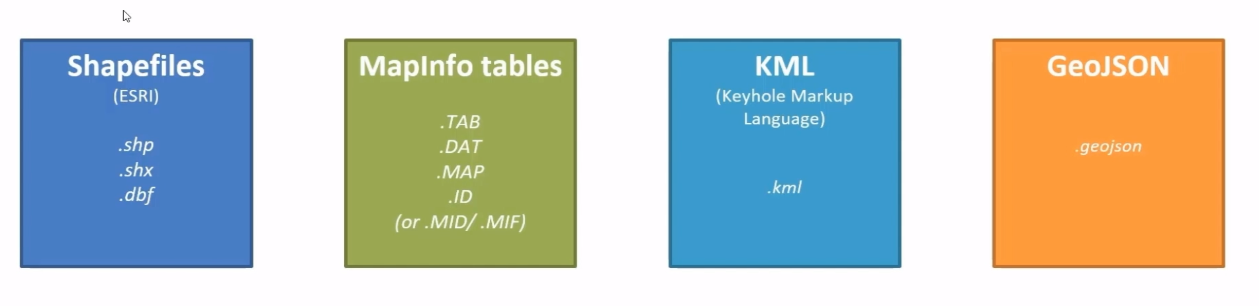 Shapefiles
(ESRI)
.shp
.shx
.dbf
MapInfo tables
.TAB
.DAT
.MAP
.ID
(or .MID/ .MIF)
KML
(Keyhole Markup
Language)
.kml
GeoJSON
.geojson